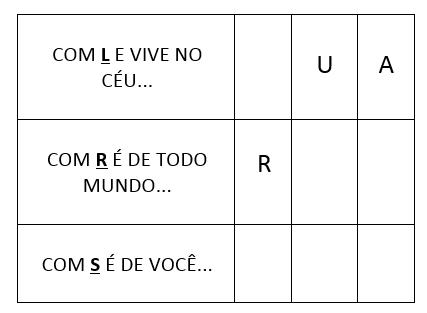 COM L E VIVE NO
CÉU...
U
A
COM R É DE TODO
MUNDO...
R
COM S É DE VOCÊ...